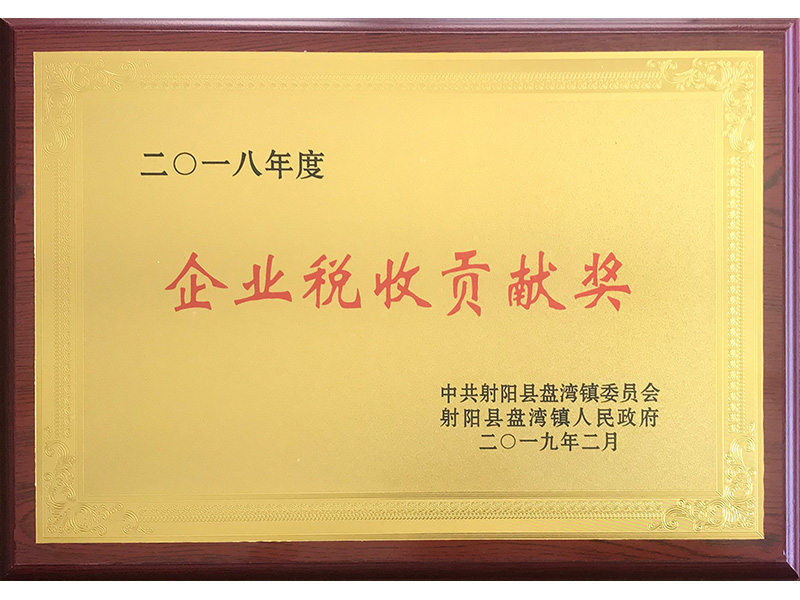 二〇一八年度
企业税收贡献奖
中共射阳县盘湾镇委员会
射阳县盘湾镇人民政府
二〇一九年二月